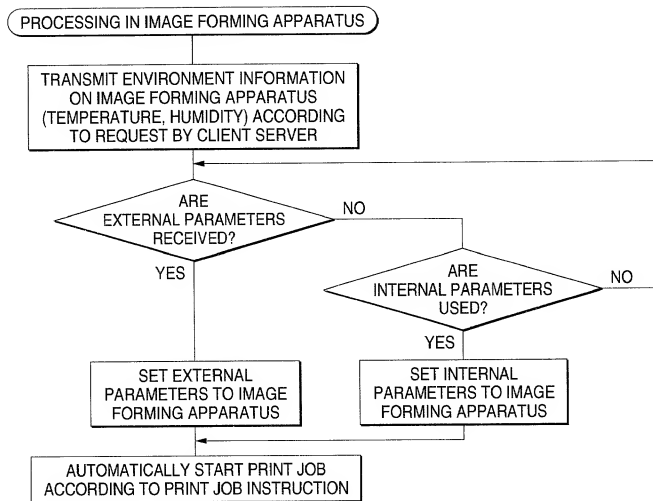 PROCESSING IN IMAGE FORMING APPARATUS
TRANSMIT ENVIRONMENT INFORMATION
ON IMAGE FORMING APPARATUS
(TEMPERATURE, HUMIDITY) ACCORDING
TO REQUEST BY CLIENT SERVER
ARE
EXTERNAL PARAMETERS
RECEIVED?
NO
YES
ARE
INTERNAL PARAMETERS
USED?
NO
YES
SET EXTERNAL
PARAMETERS TO IMAGE
FORMING APPARATUS
SET INTERNAL
PARAMETERS TO IMAGE
FORMING APPARATUS
AUTOMATICALLY START PRINT JOB
ACCORDING TO PRINT JOB INSTRUCTION